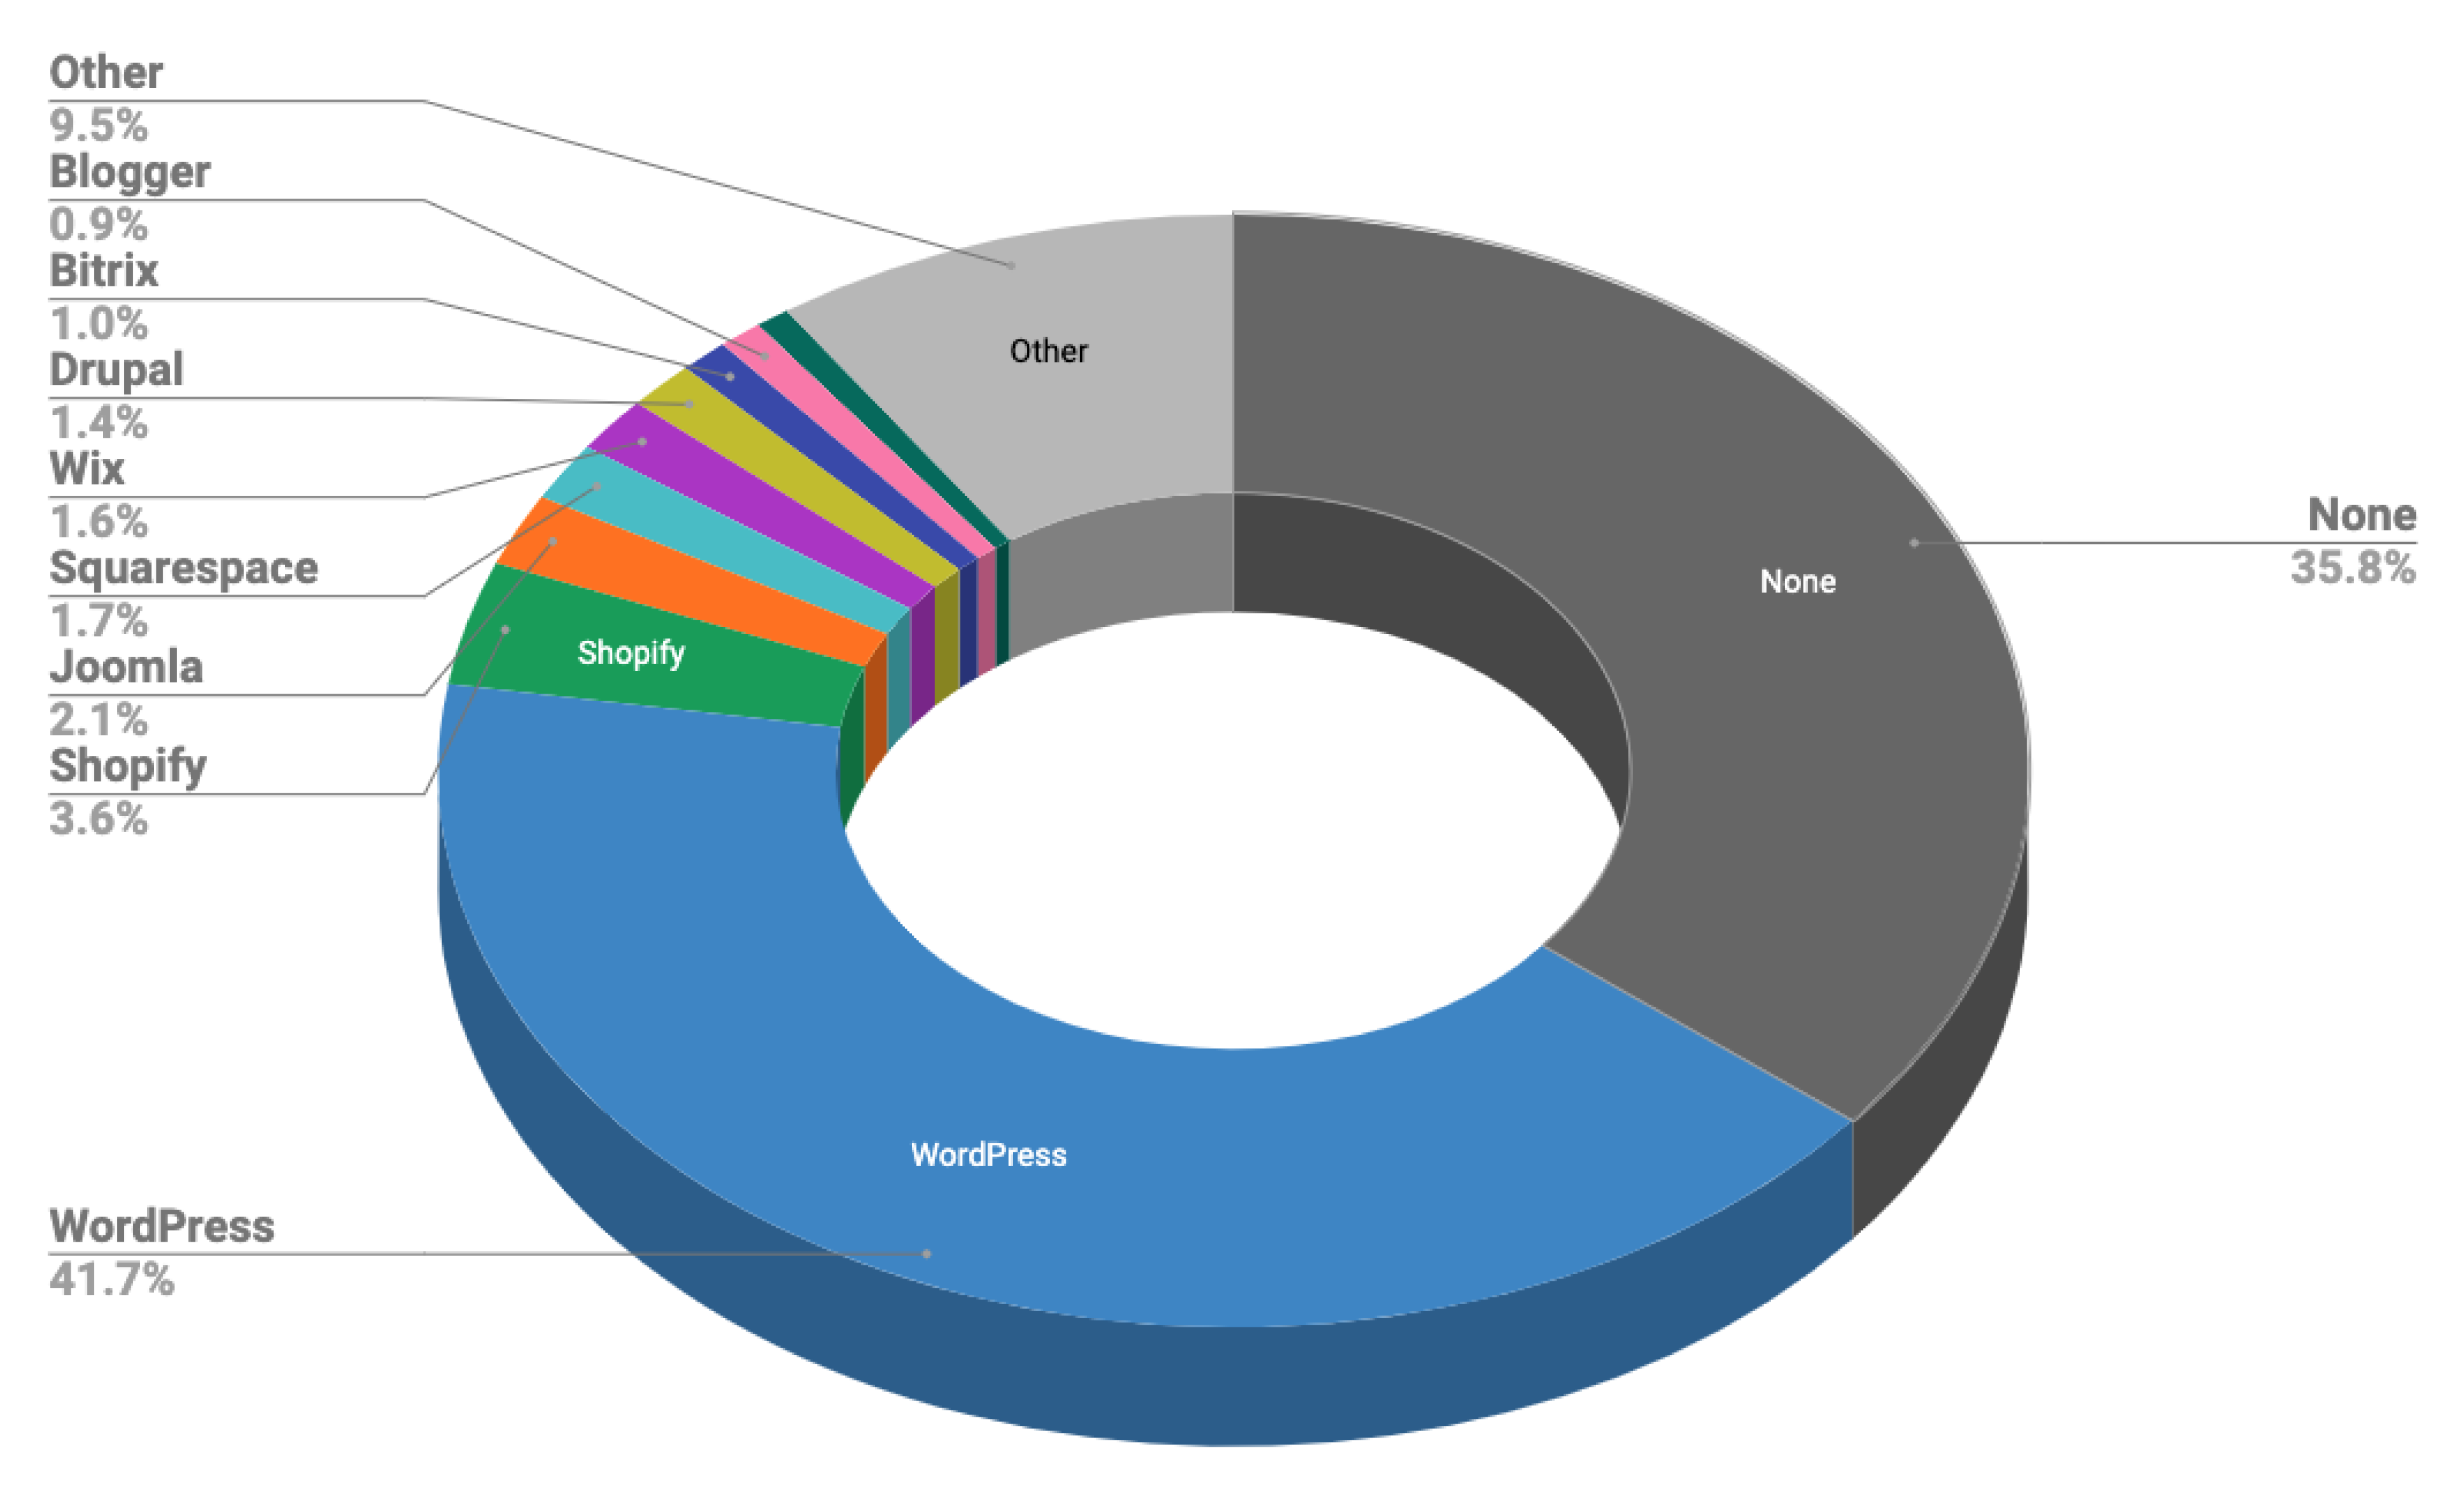 Other
9.5%
Blogger
0.9%
Bitrix
1.0%
Drupal
1.4%
Wix
1.6%
Squarespace
1.7%
Joomla
2.1%
Shopify
3.6%
WordPress
41.7%
Other
Shopify
None
WordPress
None
35.8%